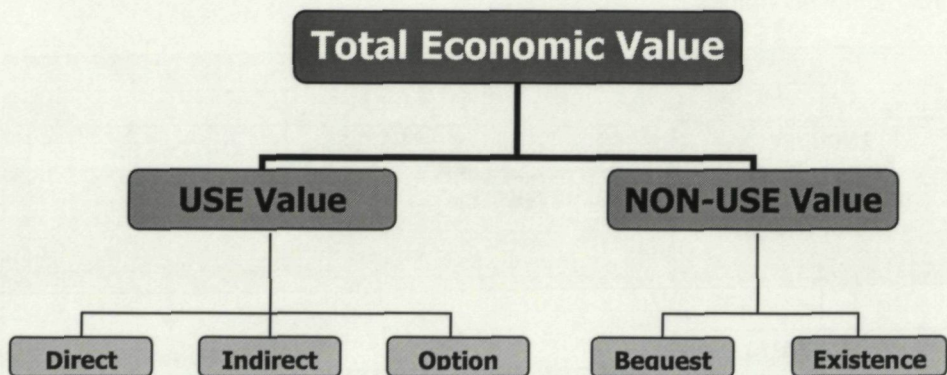 Total Economic Value
USE Value
NON-USE Value
Direct
Indirect
Option
Bequest
Existence